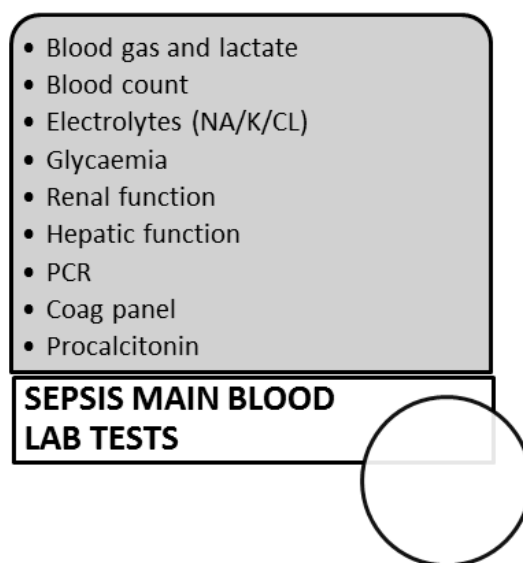 • Blood gas and lactate
• Blood count
• Electrolytes (NA/K/CL)
• Glycaemia
• Renal function
• Hepatic function
• PCR
• Coag panel
• Procalcitonin
SEPSIS MAIN BLOOD
LAB TESTS